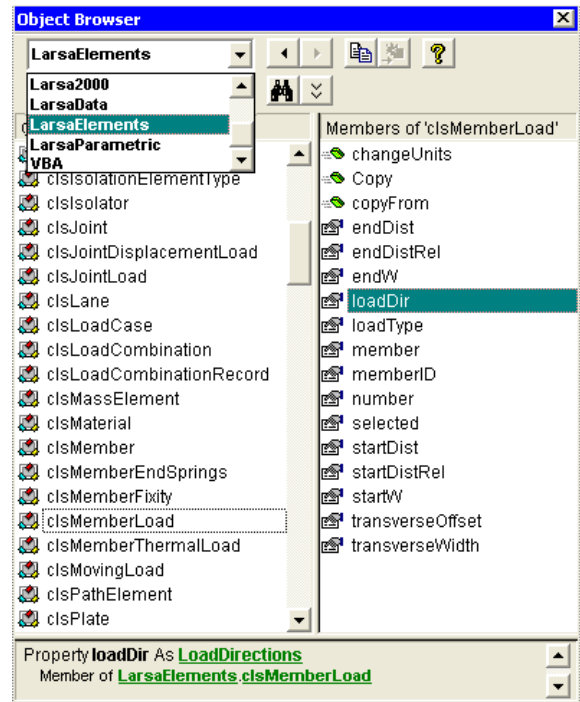 Object Browser
LarsaElements
Larsa2000
LarsaData
LarsaElements
LarsaParametric
VBA
clsIsolationElementType
clsIsolator
clsJoint
clsJointDisplacementLoad
clsJointLoad
clsLane
clsLoadCase
clsLoadCombination
clsLoadCombinationRecord
clsMassElement
clsMaterial
clsMember
clsMemberEndSprings
clsMemberFixity
clsMemberLoad
clsMemberThermalLoad
clsMovingLoad
clsPathElement
clsPlate
Members of 'clsMemberLoad'
changeUnits
Copy
copyFrom
endDist
endDistRel
endW
loadDir
loadType
member
memberID
number
selected
startDist
startDistRel
startW
transverseOffset
transverseWidth
Property loadDir As LoadDirections
Member of LarsaElements.clsMemberLoad